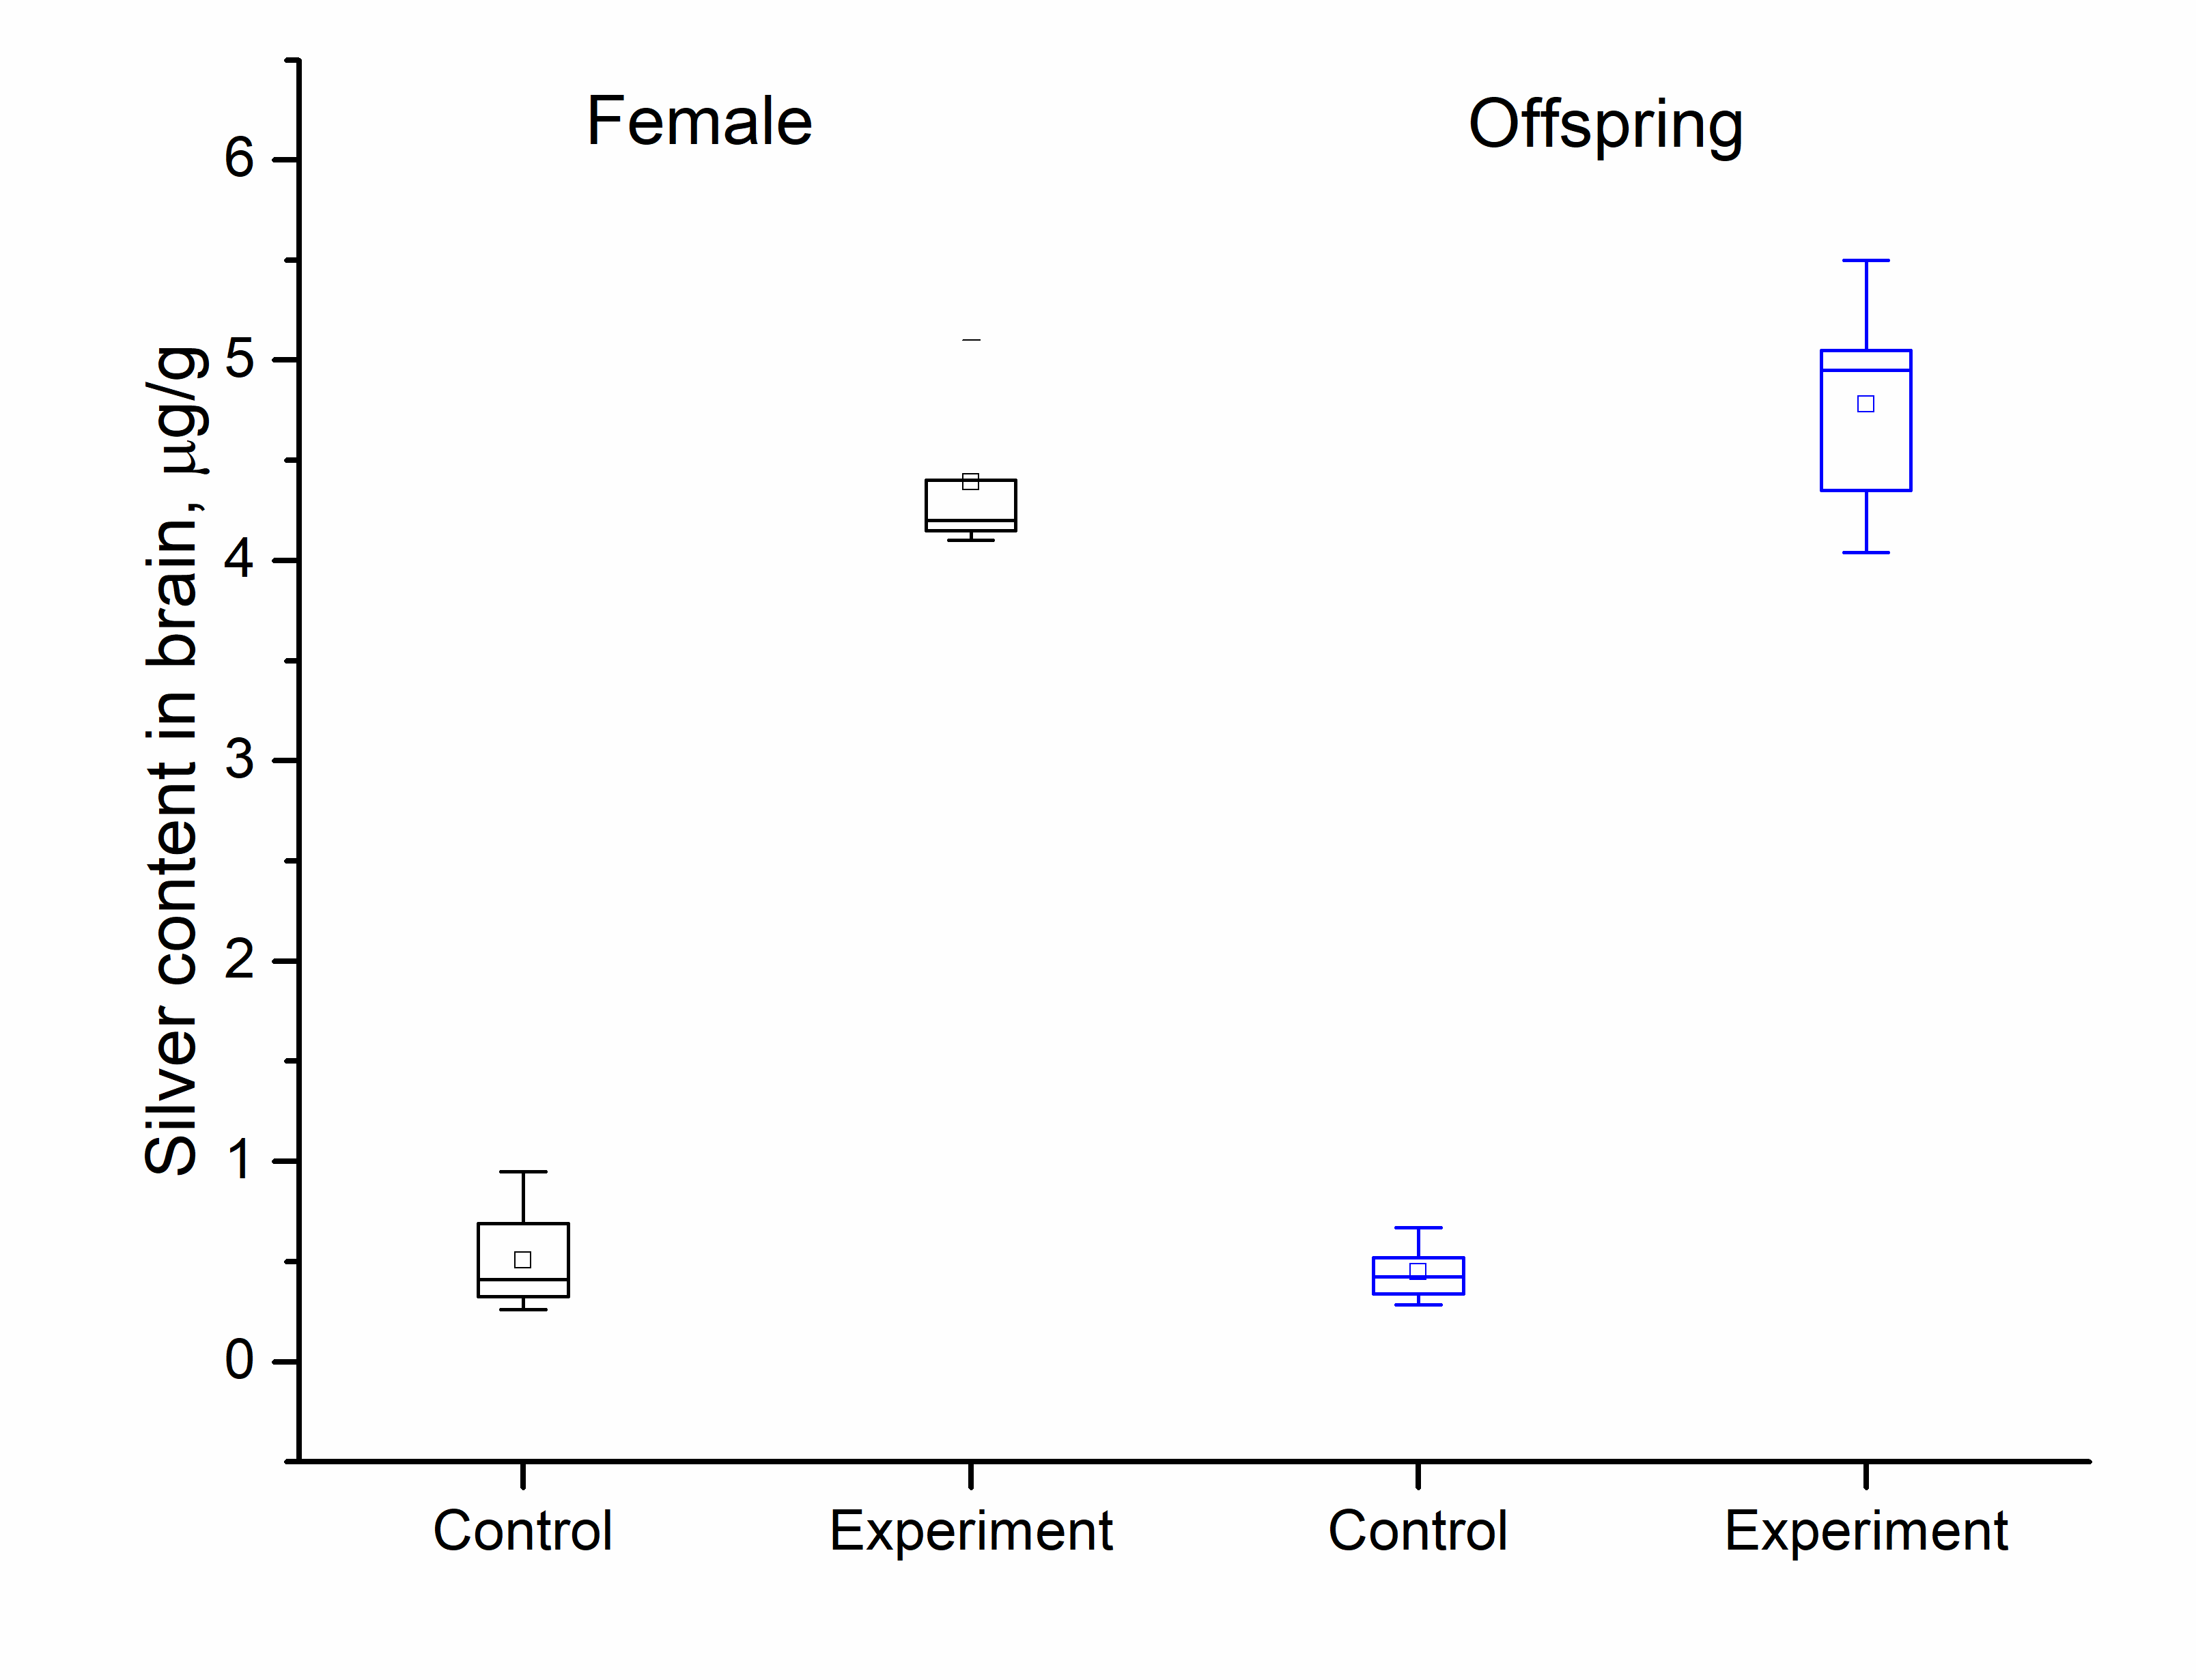 Female
Offspring
Silver content in brain, μg/g
6
5
4
3
2
1
0
Control
Experiment
Control
Experiment